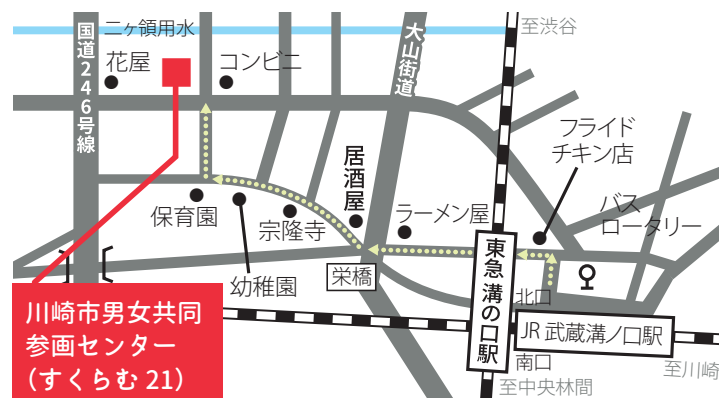 二ヶ領用水
至渋谷
国道246号線
花屋
コンビニ
大山街道
フライド
チキン店
居酒屋
ラーメン屋
バス
ロータリー
保育園
宗隆寺
幼稚園
栄橋
東急 溝の口駅
北口
JR 武蔵溝ノ口駅
南口
至川崎
至中央林間
川崎市男女共同
参画センター
(すくらむ 21)